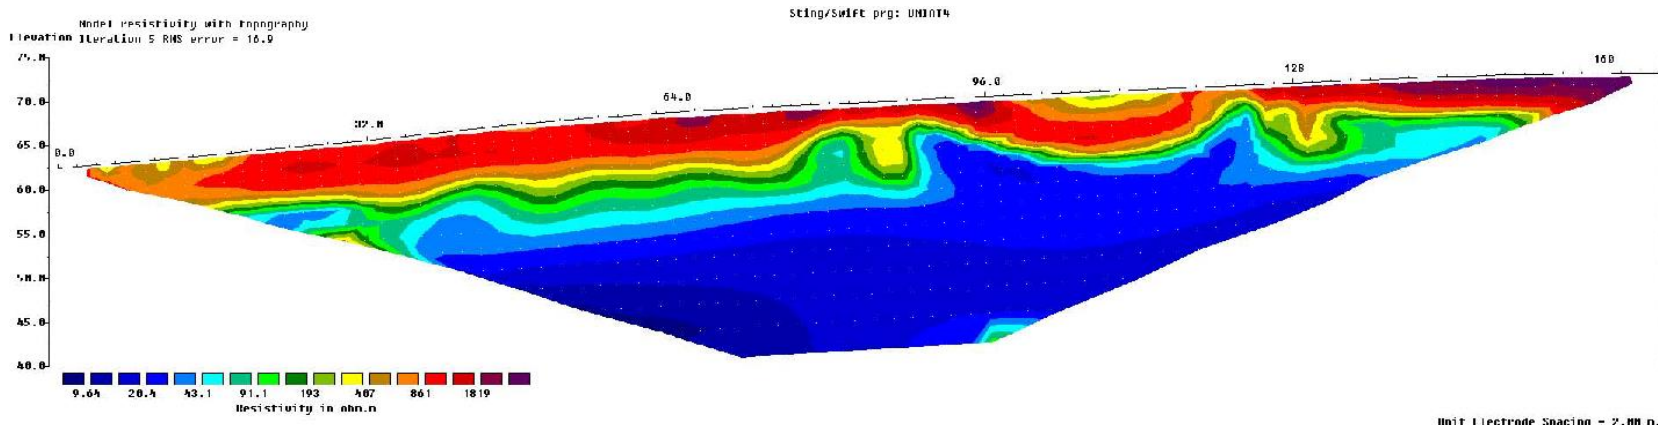 Sting/Swift prg: UNINT4
Model resistivity with topography
Elevation Iteration 5 RMS error = 16.9
75.0
70.0
65.0
60.0
55.0
50.0
45.0
40.0
0.0
32.0
64.0
96.0
128
160
9.64 20.4 43.1 91.1 193 407 861 1819
Resistivity in ohm.m
Unit Electrode Spacing = 2.00 m.